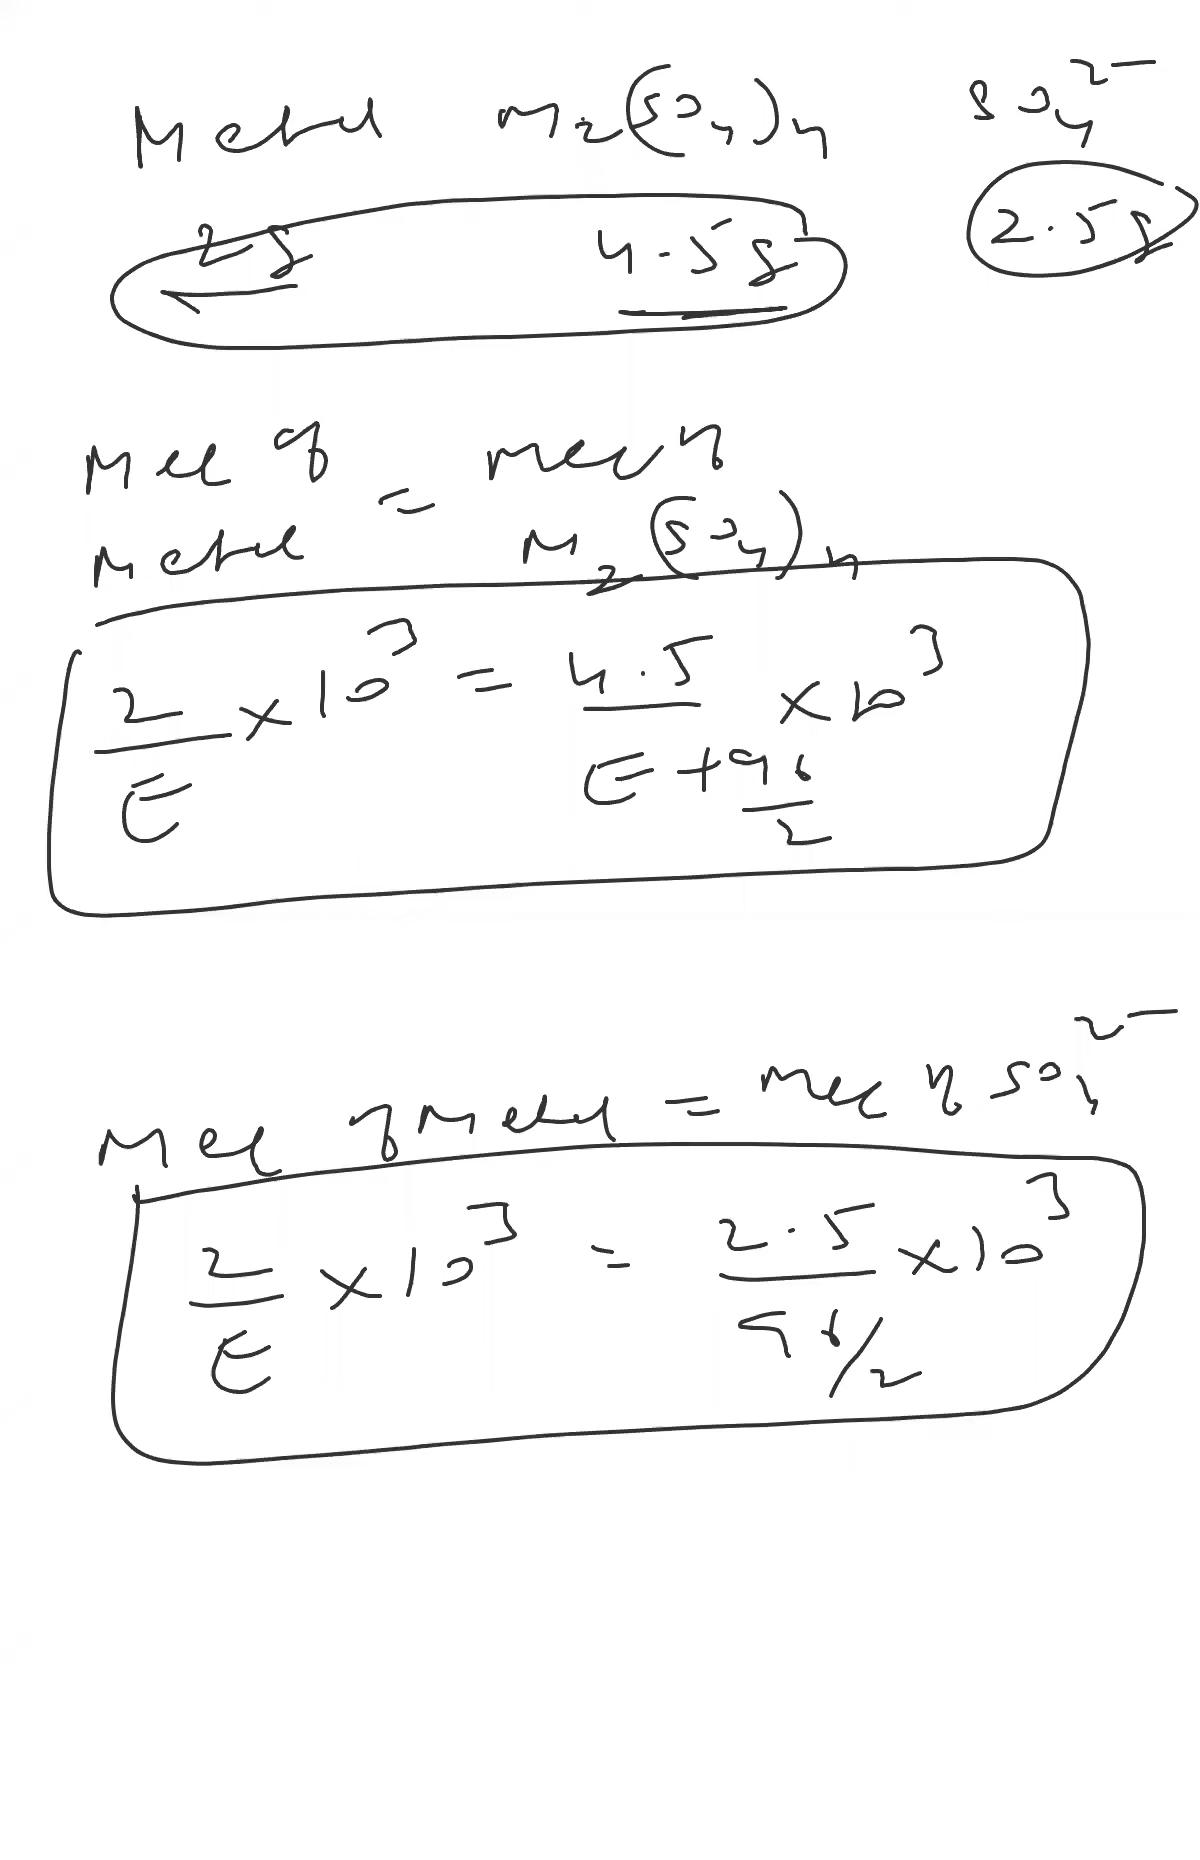 Metal M₂(SO₄)n SO₄²⁻
2g 4.5g 2.5g
Meq of = Meq of
Metal M₂(SO₄)n
2/E × 10³ = 4.5/(E + 96/2) × 10³
Meq of Metal = Meq of SO₄²⁻
2/E × 10³ = 2.5/(96/2) × 10³